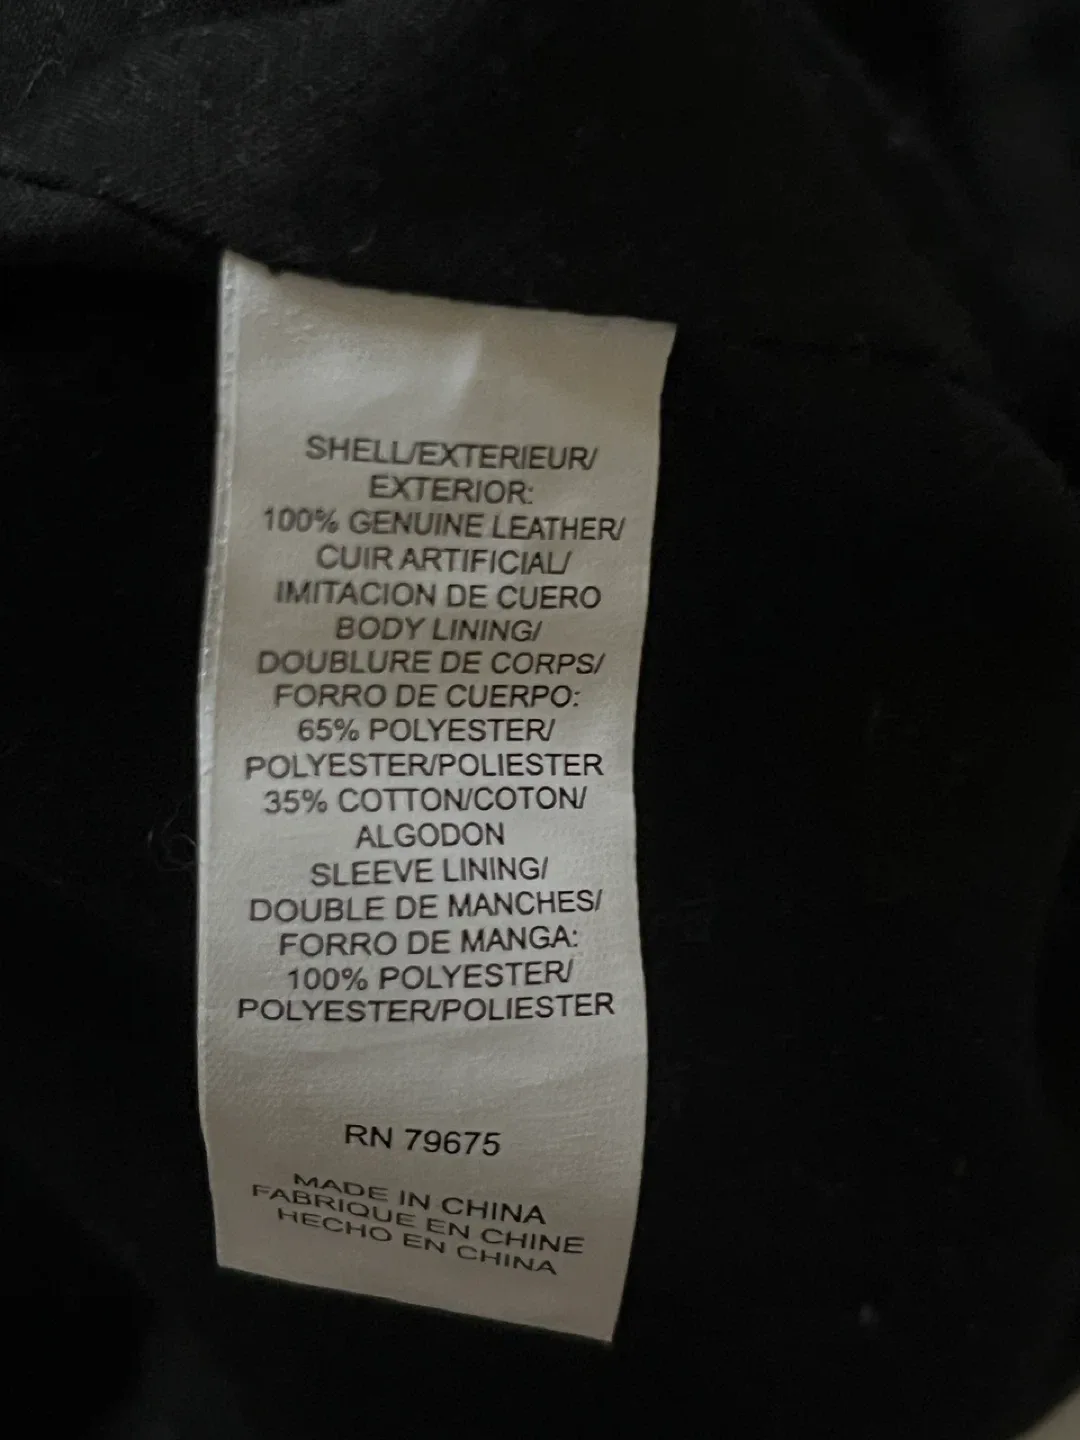 SHELL/EXTERIEUR/
EXTERIOR:
100% GENUINE LEATHER/
CUIR ARTIFICIAL/
IMITACION DE CUERO
BODY LINING/
DOUBLURE DE CORPS/
FORRO DE CUERPO:
65% POLYESTER/
POLYESTER/POLIESTER
35% COTTON/COTON/
ALGODON
SLEEVE LINING/
DOUBLE DE MANCHES/
FORRO DE MANGA:
100% POLYESTER/
POLYESTER/POLIESTER
RN 79675
MADE IN CHINA
FABRIQUE EN CHINE
HECHO EN CHINA